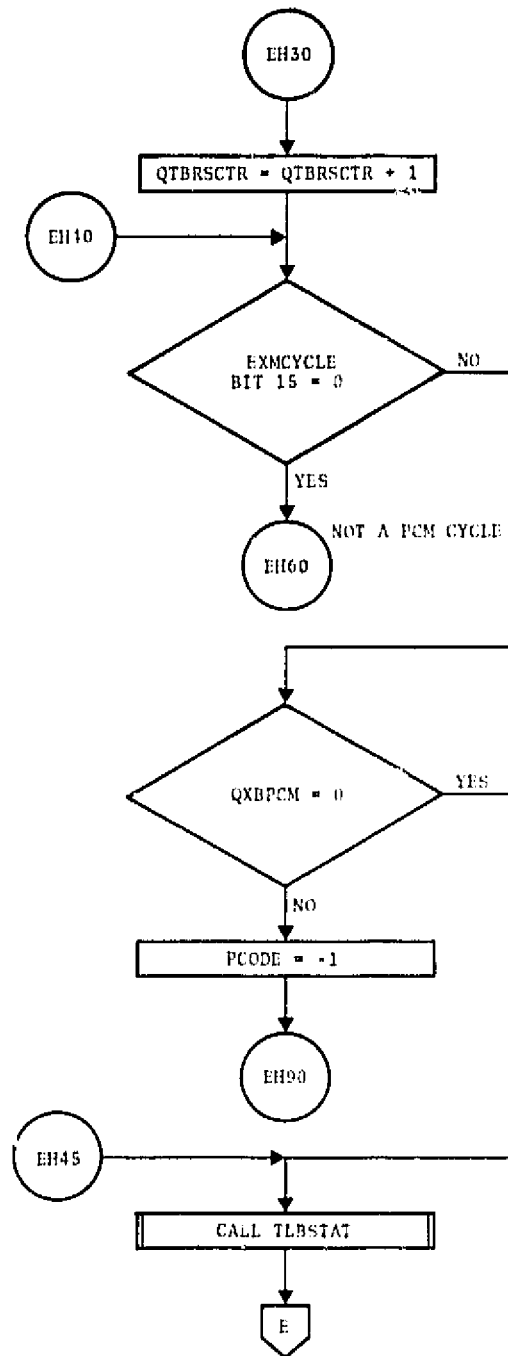 EH30
QTBRSCTR = QTBRSCTR + 1
EH40
EXMCYCLE
BIT 15 = 0
NO
YES
NOT A PCM CYCLE
EH60
QXBPCM = 0
YES
NO
PCODE = -1
EH90
EH45
CALL TLBSTAT
E